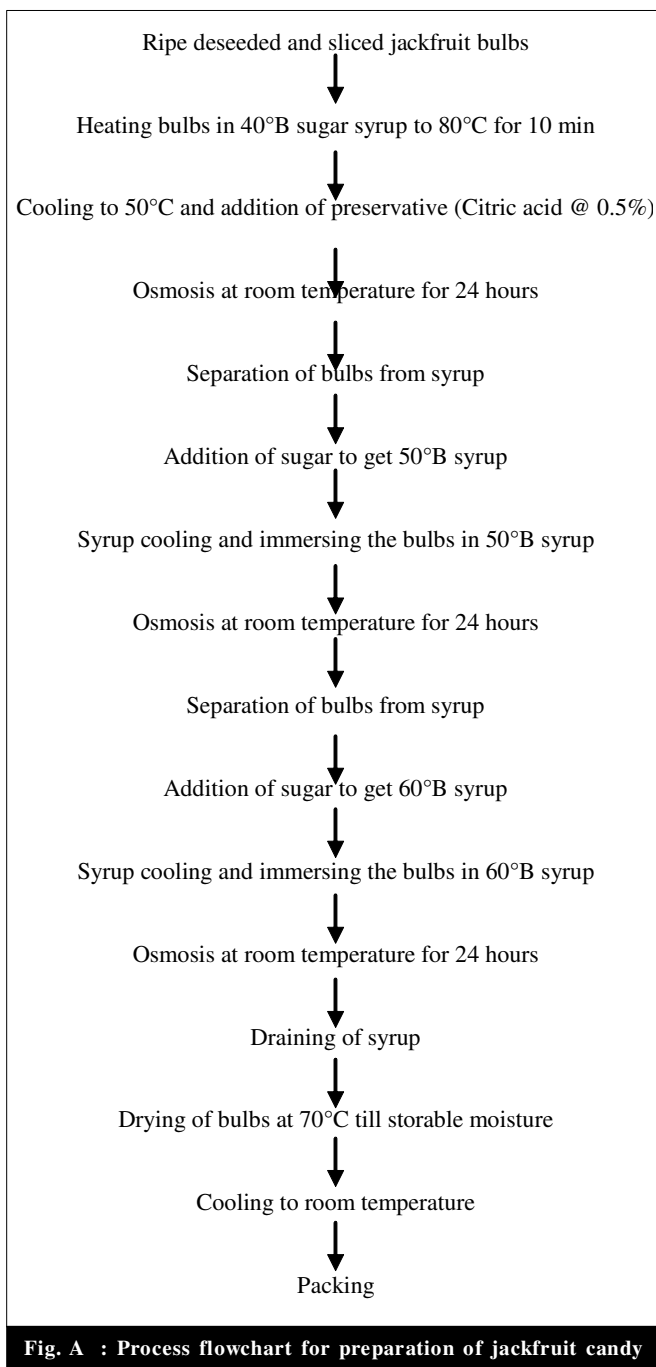 Ripe deseeded and sliced jackfruit bulbs
Heating bulbs in 40°B sugar syrup to 80°C for 10 min
Cooling to 50°C and addition of preservative (Citric acid @ 0.5%)
Osmosis at room temperature for 24 hours
Separation of bulbs from syrup
Addition of sugar to get 50°B syrup
Syrup cooling and immersing the bulbs in 50°B syrup
Osmosis at room temperature for 24 hours
Separation of bulbs from syrup
Addition of sugar to get 60°B syrup
Syrup cooling and immersing the bulbs in 60°B syrup
Osmosis at room temperature for 24 hours
Draining of syrup
Drying of bulbs at 70°C till storable moisture
Cooling to room temperature
Packing
Fig. A : Process flowchart for preparation of jackfruit candy